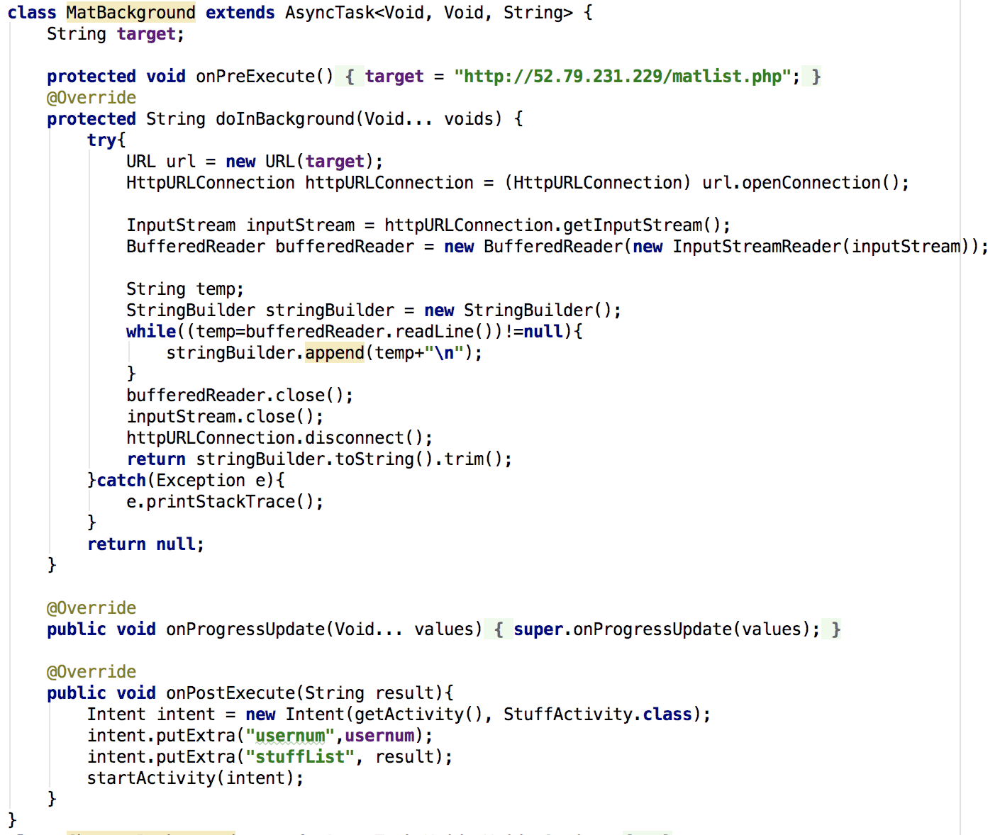 class MatBackground extends AsyncTask<Void, Void, String> {
    String target;

    protected void onPreExecute() { target = "http://52.79.231.229/matlist.php"; }
    @Override
    protected String doInBackground(Void... voids) {
        try{
            URL url = new URL(target);
            HttpURLConnection httpURLConnection = (HttpURLConnection) url.openConnection();

            InputStream inputStream = httpURLConnection.getInputStream();
            BufferedReader bufferedReader = new BufferedReader(new InputStreamReader(inputStream));

            String temp;
            StringBuilder stringBuilder = new StringBuilder();
            while((temp=bufferedReader.readLine())!=null){
                stringBuilder.append(temp+"\n");
            }
            bufferedReader.close();
            inputStream.close();
            httpURLConnection.disconnect();
            return stringBuilder.toString().trim();
        }catch(Exception e){
            e.printStackTrace();
        }
        return null;
    }

    @Override
    public void onProgressUpdate(Void... values) { super.onProgressUpdate(values); }

    @Override
    public void onPostExecute(String result){
        Intent intent = new Intent(getActivity(), StuffActivity.class);
        intent.putExtra("usernum",usernum);
        intent.putExtra("stuffList", result);
        startActivity(intent);
    }
}